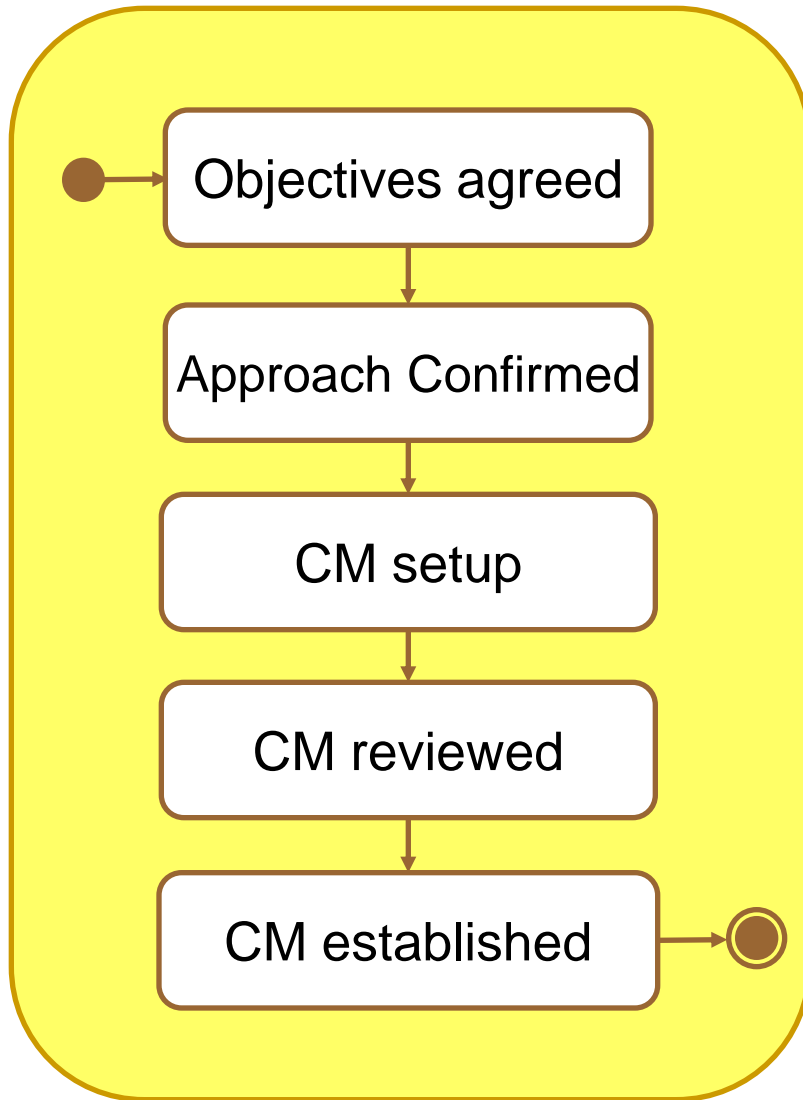 Objectives agreed
Approach Confirmed
CM setup
CM reviewed
CM established